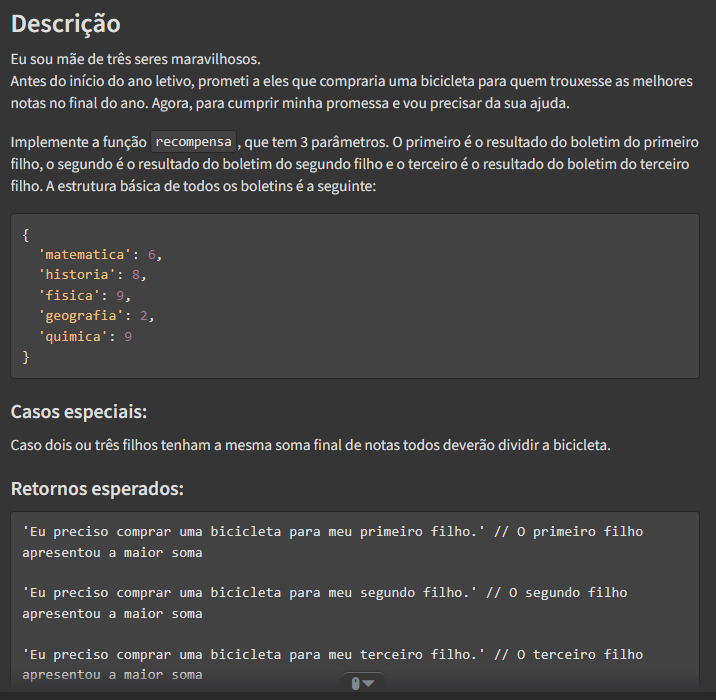 Descrição
Eu sou mãe de três seres maravilhosos.
Antes do início do ano letivo, prometi a eles que compraria uma bicicleta para quem trouxesse as melhores
notas no final do ano. Agora, para cumprir minha promessa e vou precisar da sua ajuda.
Implemente a função recompensa, que tem 3 parâmetros. O primeiro é o resultado do boletim do primeiro
filho, o segundo é o resultado do boletim do segundo filho e o terceiro é o resultado do boletim do terceiro
filho. A estrutura básica de todos os boletins é a seguinte:
{
'matematica': 6,
'historia': 8,
'fisica': 9,
'geografia': 2,
'quimica': 9
}
Casos especiais:
Caso dois ou três filhos tenham a mesma soma final de notas todos deverão dividir a bicicleta.
Retornos esperados:
'Eu preciso comprar uma bicicleta para meu primeiro filho.' // O primeiro filho
apresentou a maior soma
'Eu preciso comprar uma bicicleta para meu segundo filho.' // O segundo filho
apresentou a maior soma
'Eu preciso comprar uma bicicleta para meu terceiro filho.' // O terceiro filho
apresentou a maior soma